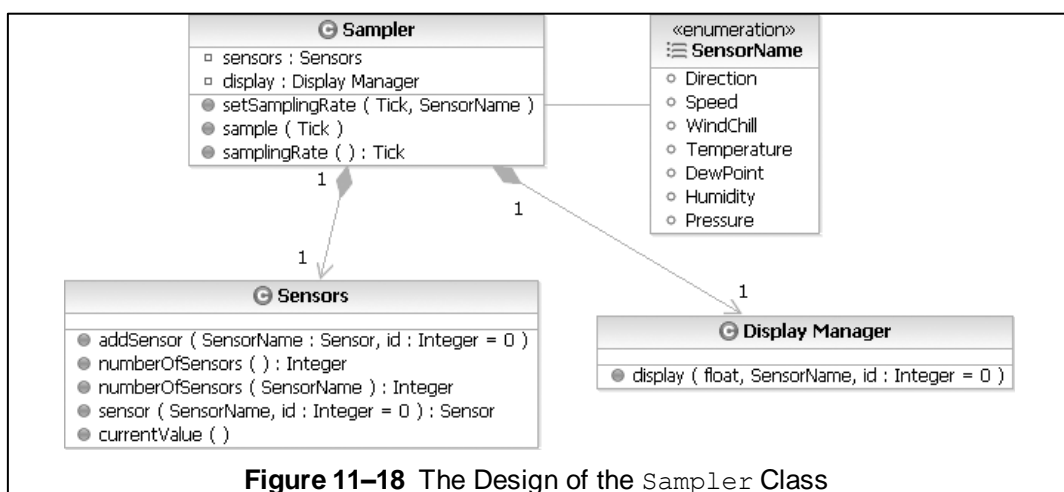 Sampler
sensors : Sensors
display : Display Manager
setSamplingRate ( Tick, SensorName )
sample ( Tick )
samplingRate ( ) : Tick
«enumeration»
SensorName
Direction
Speed
WindChill
Temperature
DewPoint
Humidity
Pressure
1
1
1
1
Sensors
addSensor ( SensorName : Sensor, id : Integer = 0 )
numberOfSensors ( ) : Integer
numberOfSensors ( SensorName ) : Integer
sensor ( SensorName, id : Integer = 0 ) : Sensor
currentValue ( )
Display Manager
display ( float, SensorName, id : Integer = 0 )
Figure 11–18 The Design of the Sampler Class